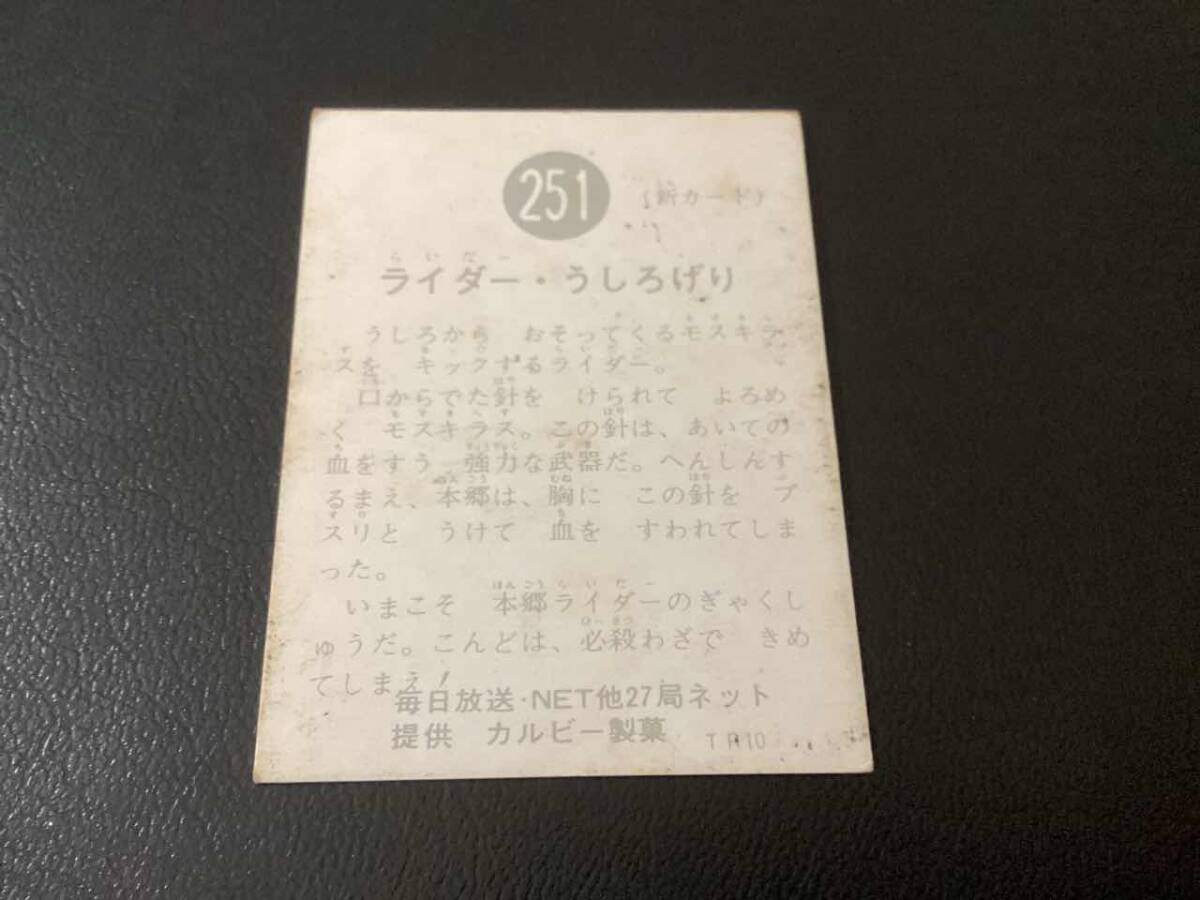 251 (新カード)
ライダー・うしろげり
うしろから おそってくるモスキラ
スを キックするライダー。
口からでた針を けられて よろめ
く モスキラス。この針は、あいての
血をすう 強力な武器だ。へんしんす
るまえ、本郷は、胸に この針を ブ
スリと うけて 血を すわれてしま
った。
いまこそ 本郷ライダーのぎゃくし
ゅうだ。こんどは、必殺わざで きめ
てしまえ!
毎日放送・NET他27局ネット
提供 カルビー製菓
TR10